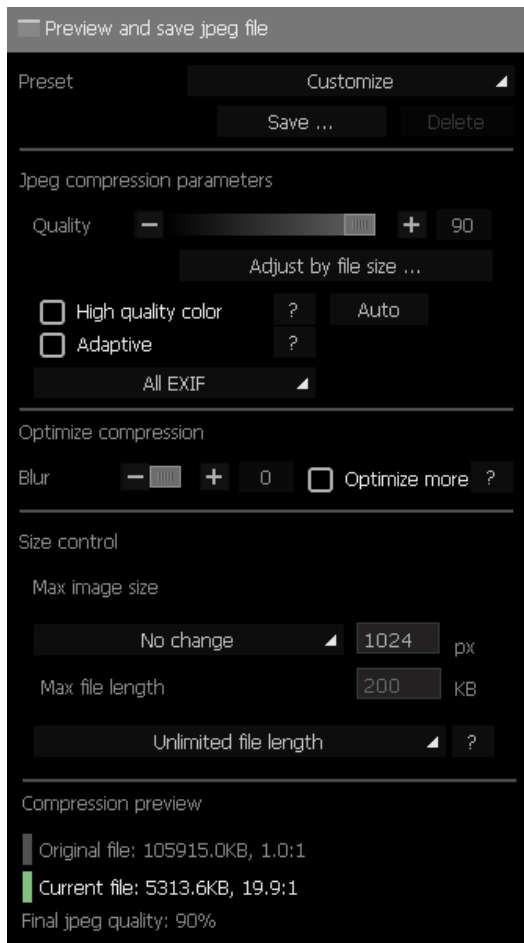 Preview and save jpeg file
Preset Customize
Save ... Delete
Jpeg compression parameters
Quality − + 90
Adjust by file size ...
High quality color ? Auto
Adaptive ?
All EXIF
Optimize compression
Blur − + 0 Optimize more ?
Size control
Max image size
No change 1024 px
Max file length 200 KB
Unlimited file length ?
Compression preview
Original file: 105915.0KB, 1.0:1
Current file: 5313.6KB, 19.9:1
Final jpeg quality: 90%